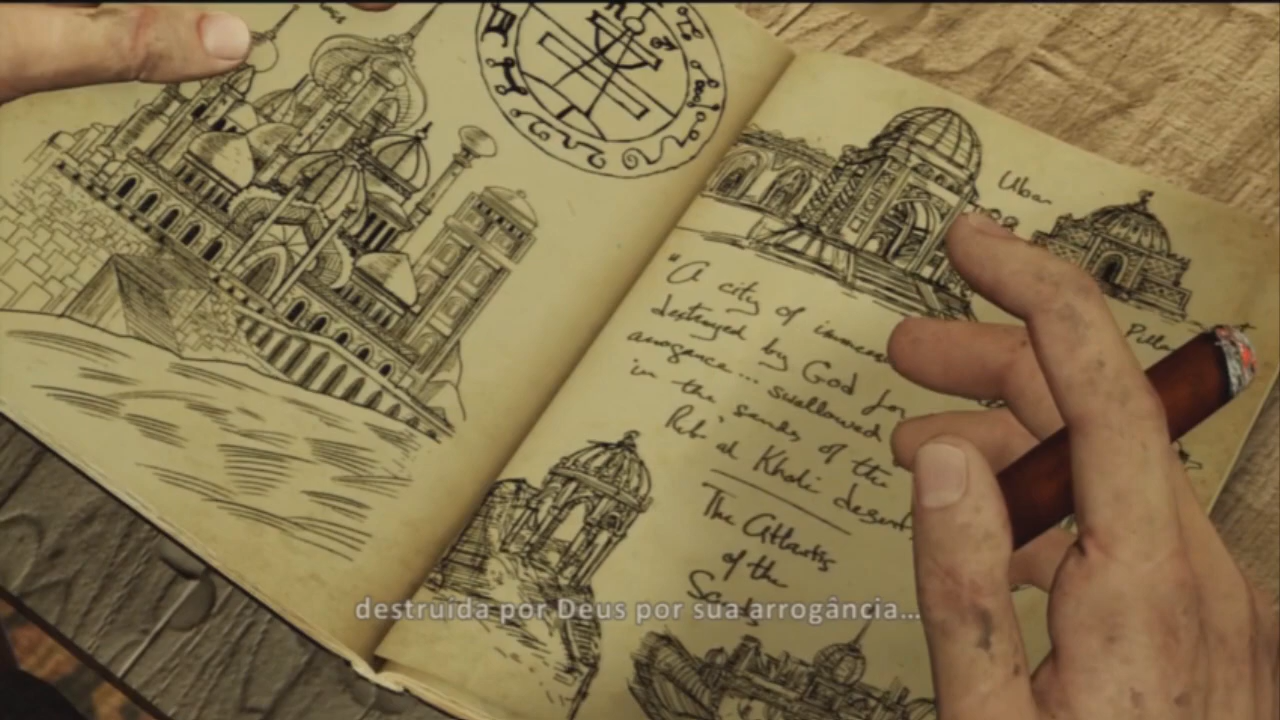 Ubar
"A city of immense
destroyed by God for
arrogance... swallowed
in the sands of the
Rub al Khali desert.
The Atlantis
of the
destruída por Deus por sua arrogância...